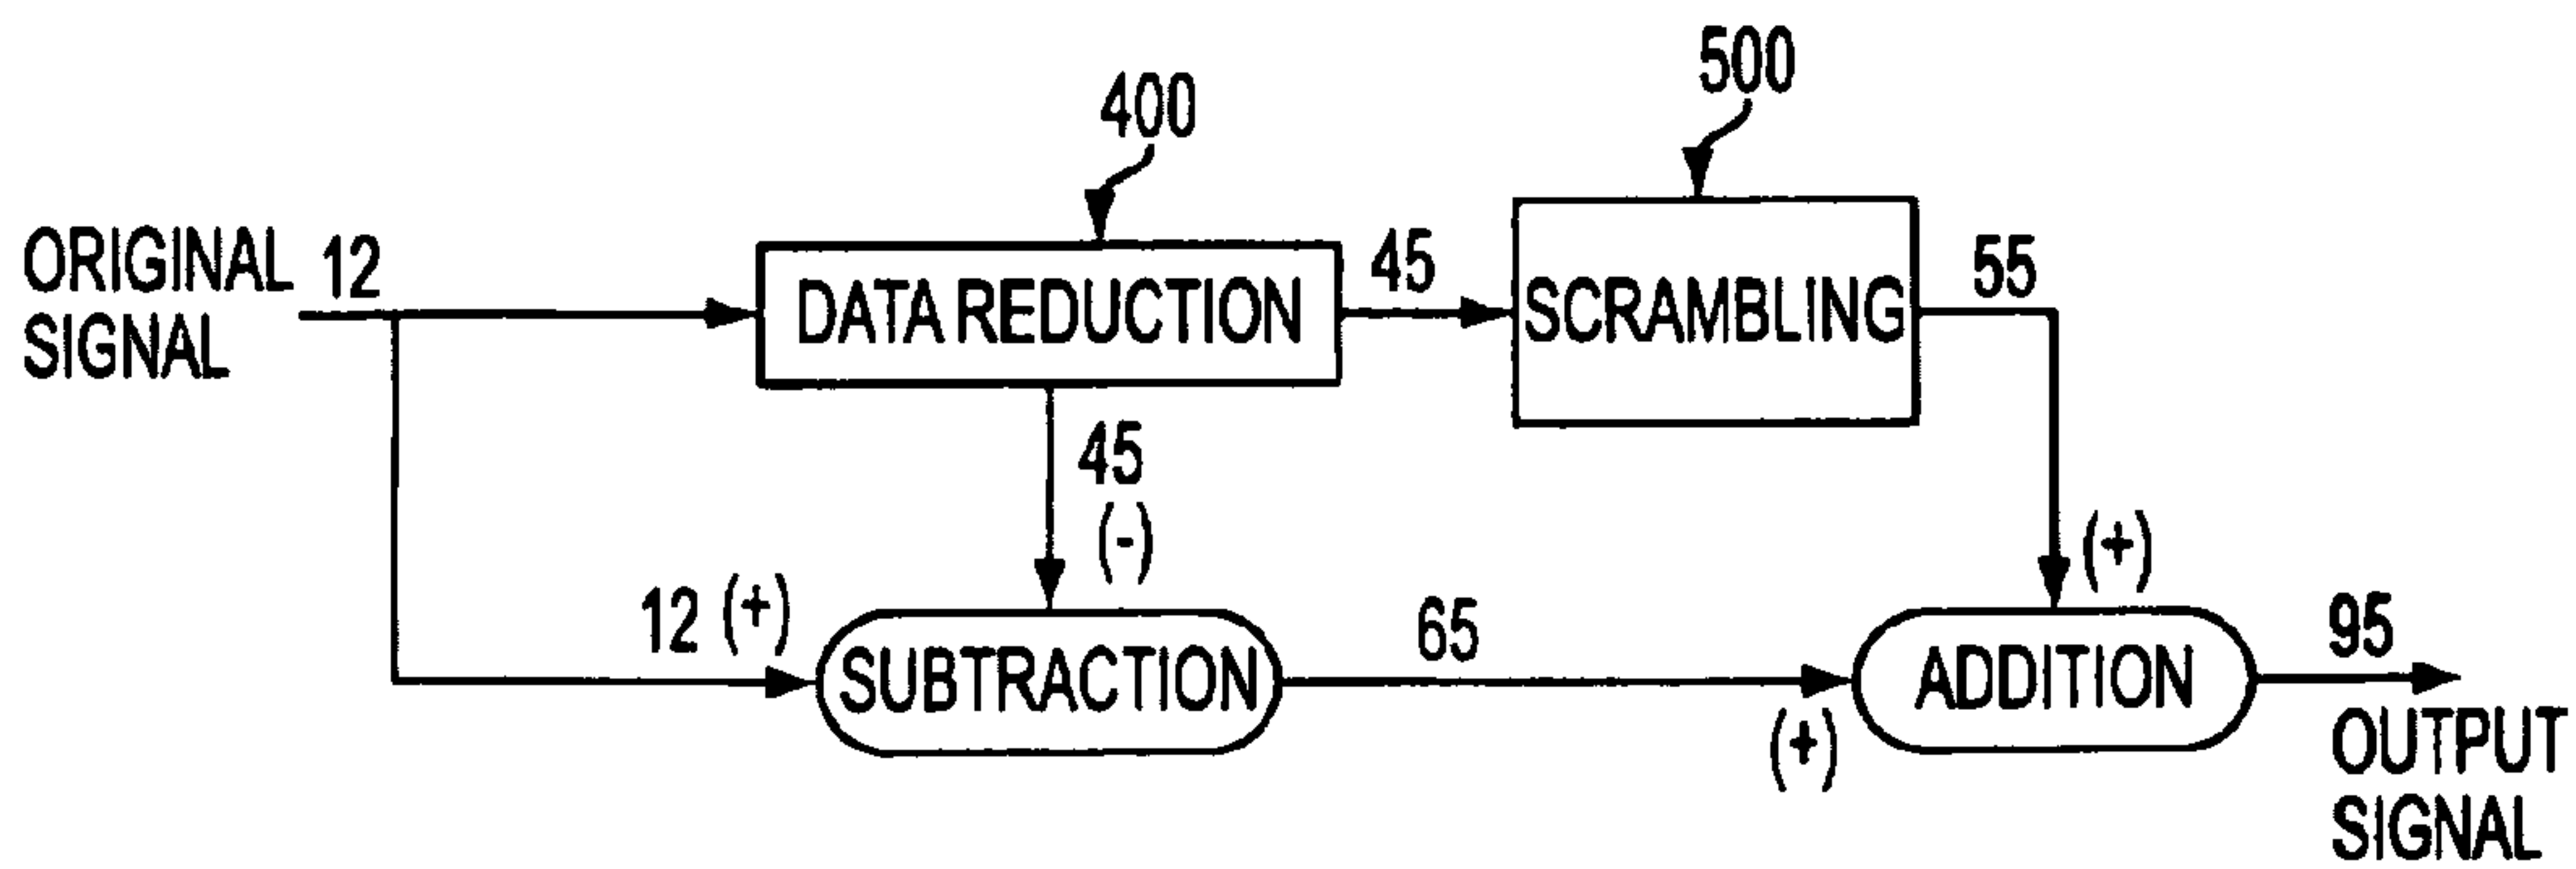 500
400
ORIGINAL
SIGNAL
12
DATA REDUCTION
45
SCRAMBLING
55
45
(-)
(+)
12 (+)
SUBTRACTION
65
(+)
ADDITION
95
OUTPUT
SIGNAL